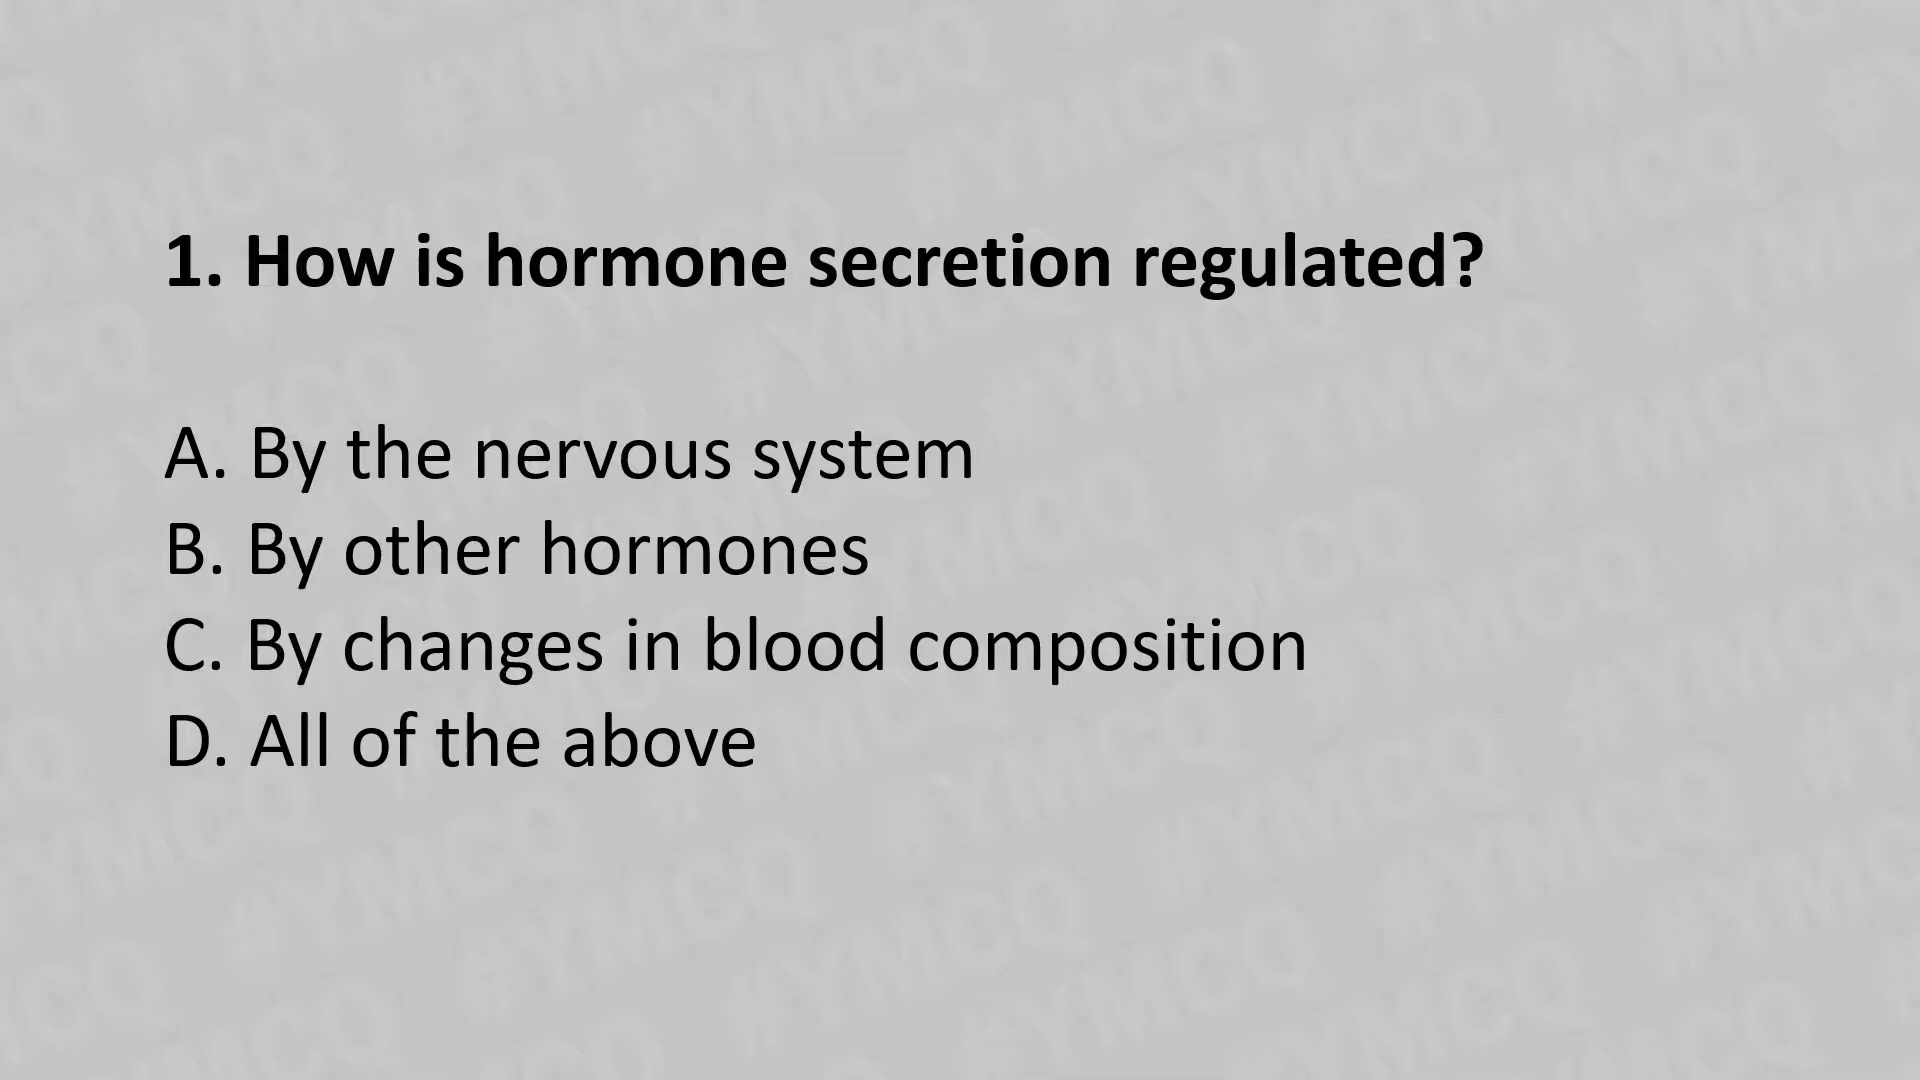 1. How is hormone secretion regulated?
A. By the nervous system
B. By other hormones
C. By changes in blood composition
D. All of the above
#YMCQ